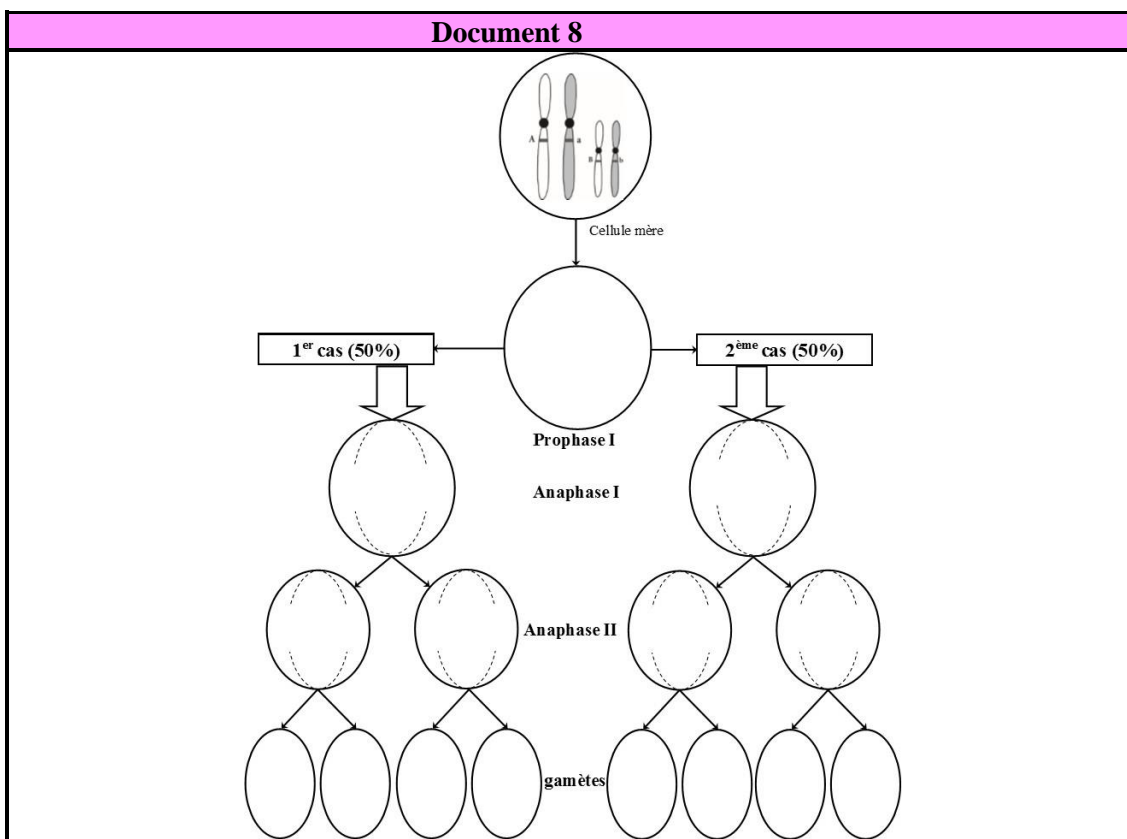 Document 8
A a
B b
Cellule mère
1er cas (50%)
2ème cas (50%)
Prophase I
Anaphase I
Anaphase II
gamètes